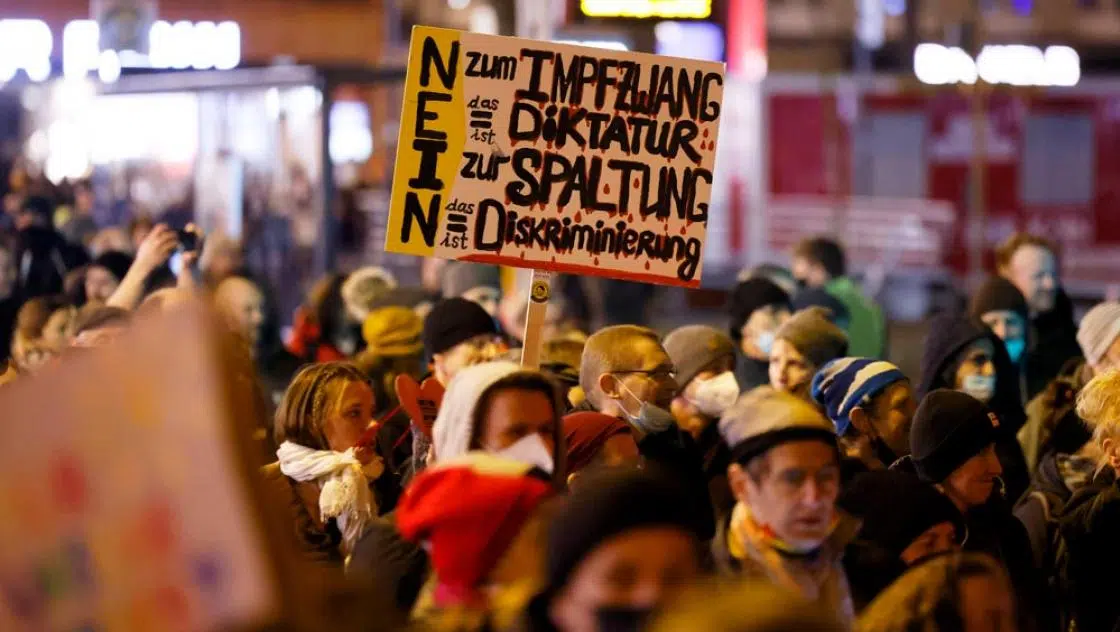 NEIN
zum IMPFZWANG
das = ist DiKTATUR
zur SPALTUNG
das = ist Diskriminierung